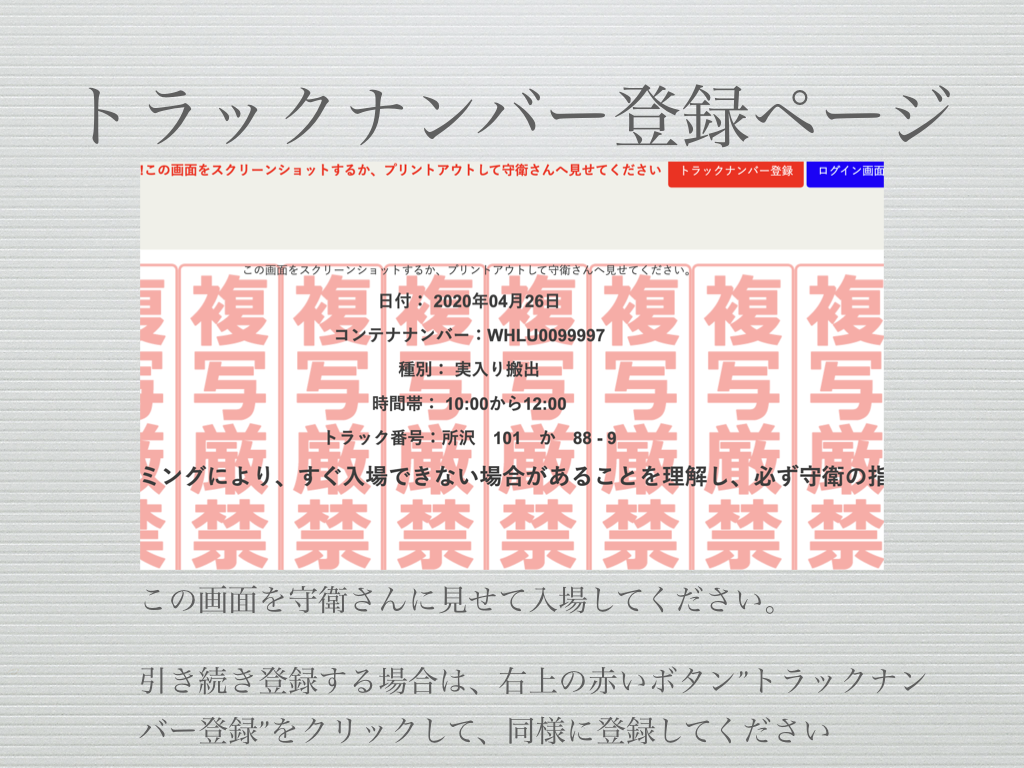 トラックナンバー登録ページ
!この画面をスクリーンショットするか、プリントアウトして守衛さんへ見せてください トラックナンバー登録 ログイン画面
この画面をスクリーンショットするか、プリントアウトして守衛さんへ見せてください。
日付： 2020年04月26日
コンテナナンバー：WHLU0099997
種別： 実入り搬出
時間帯： 10:00から12:00
トラック番号：所沢 101 か 88 - 9
ミングにより、すぐ入場できない場合があることを理解し、必ず守衛の指
複写厳禁 複写厳禁 複写厳禁 複写厳禁 複写厳禁 複写厳禁 複写厳禁 複写厳禁
この画面を守衛さんに見せて入場してください。
引き続き登録する場合は、右上の赤いボタン”トラックナン
バー登録”をクリックして、同様に登録してください